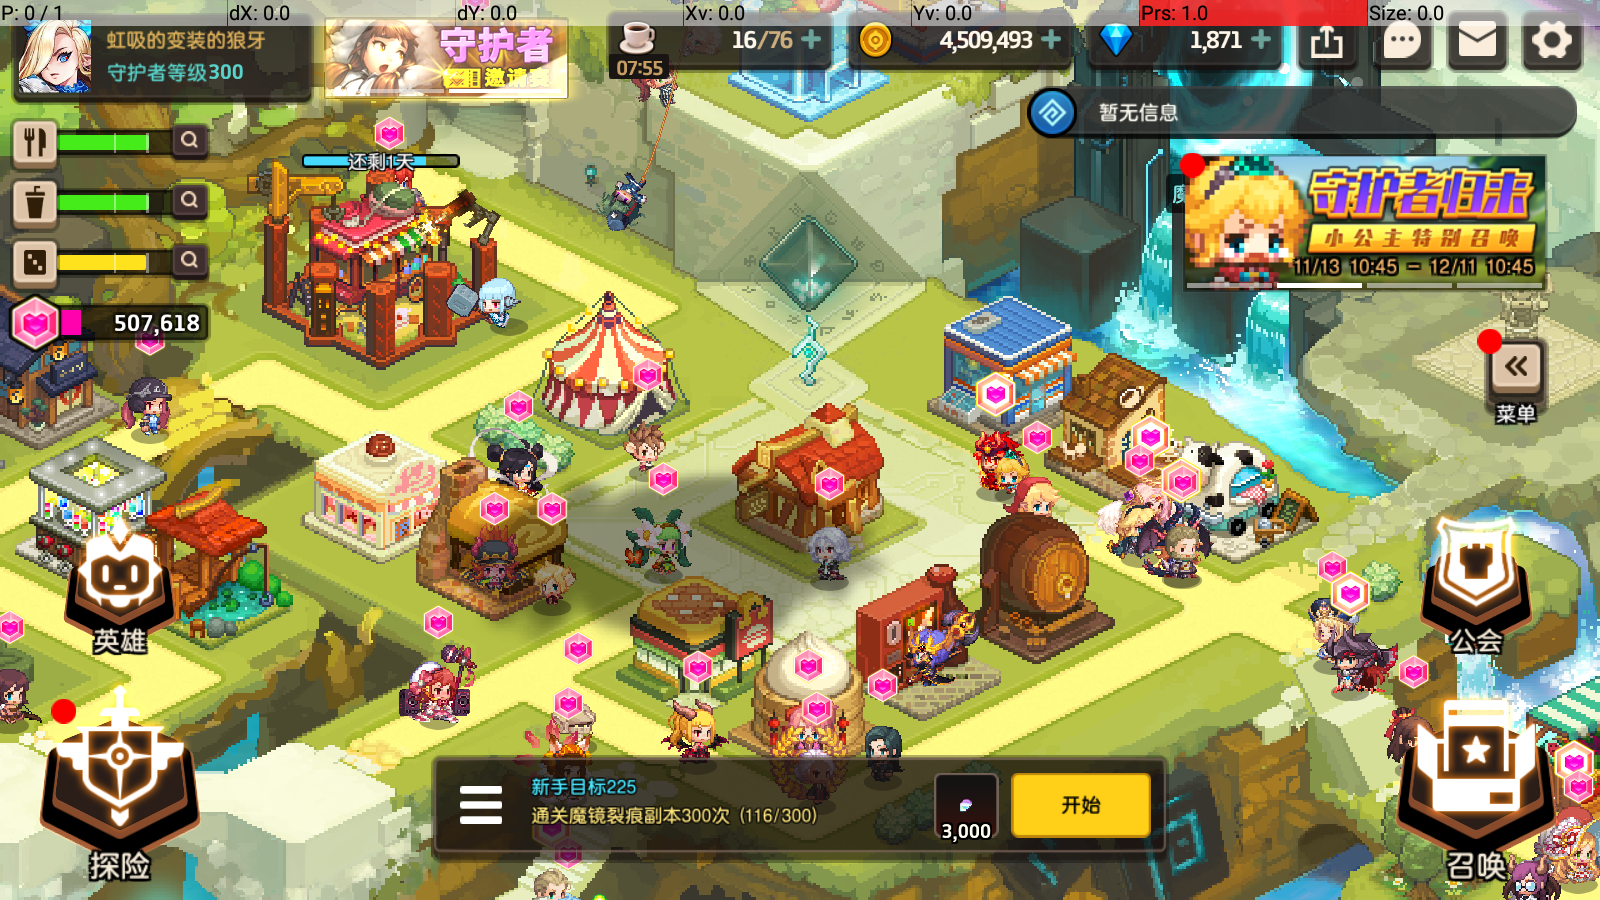 P: 0 / 1
dX: 0.0
dY: 0.0
Xv: 0.0
Yv: 0.0
Prs: 1.0
Size: 0.0
虹吸的变装的狼牙
守护者等级300
守护者
邀请
07:55
16/76
4,509,493
1,871
暂无信息
还剩1天
守护者归来
小公主特别召唤
11/13 10:45 - 12/11 10:45
507,618
菜单
英雄
公会
探险
召唤
新手目标225
通关魔镜裂痕副本300次 (116/300)
3,000
开始